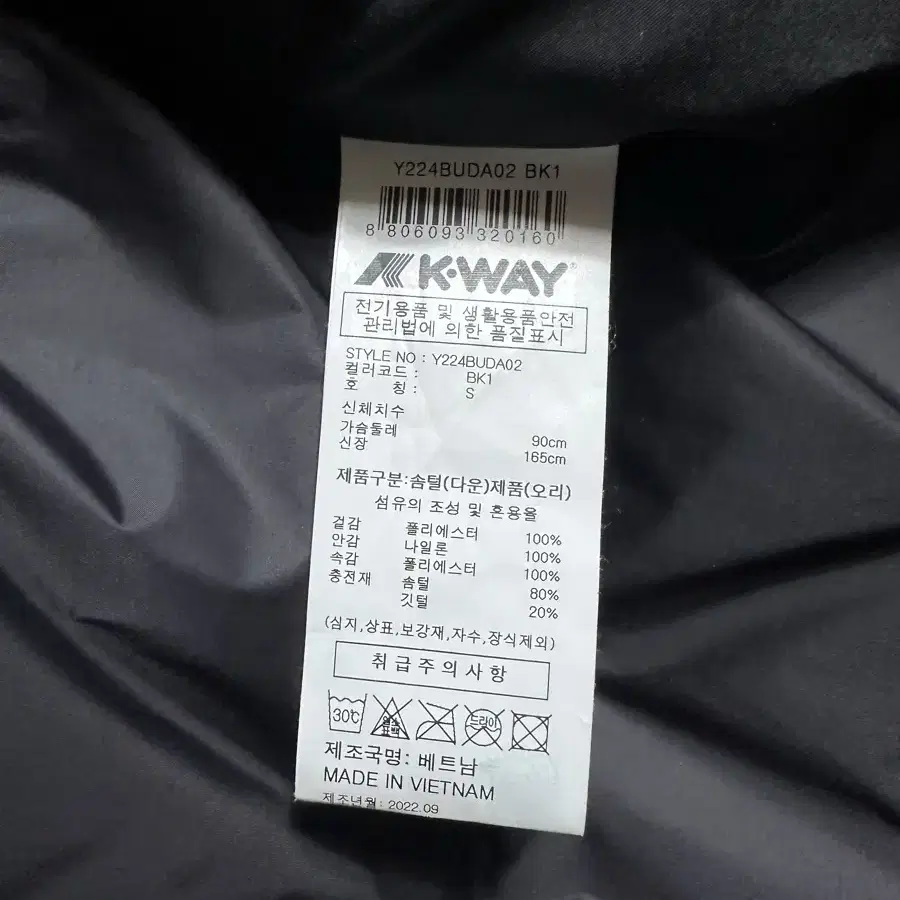 Y224BUDA02 BK1
8 806093 320160
K·WAY®
전기용품 및 생활용품안전
관리법에 의한 품질표시
STYLE NO : Y224BUDA02
컬러코드 : BK1
호 칭 : S
신체치수
가슴둘레 90cm
신장 165cm
제품구분:솜털(다운)제품(오리)
섬유의 조성 및 혼용율
겉감 폴리에스터 100%
안감 나일론 100%
속감 폴리에스터 100%
충전재 솜털 80%
깃털 20%
(심지,상표,보강재,자수,장식제외)
취급주의사항
30℃ 염소 표백 드라이
제조국명: 베트남
MADE IN VIETNAM
제조년월: 2022.09